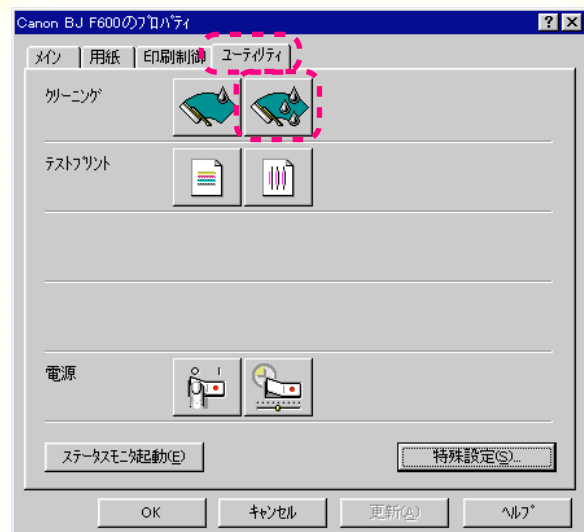 Canon BJ F600のﾌﾟﾛﾊﾟﾃｨ
ﾒｲﾝ 用紙 印刷制御 ﾕｰﾃｨﾘﾃｨ
ｸﾘｰﾆﾝｸﾞ
ﾃｽﾄﾌﾟﾘﾝﾄ
電源
ｽﾃｰﾀｽﾓﾆﾀ起動(E) 特殊設定(S)...
OK ｷｬﾝｾﾙ 更新(A) ﾍﾙﾌﾟ